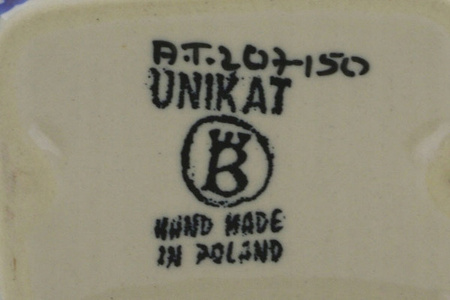 A.T.207-150
UNIKAT
B
HAND MADE
IN POLAND